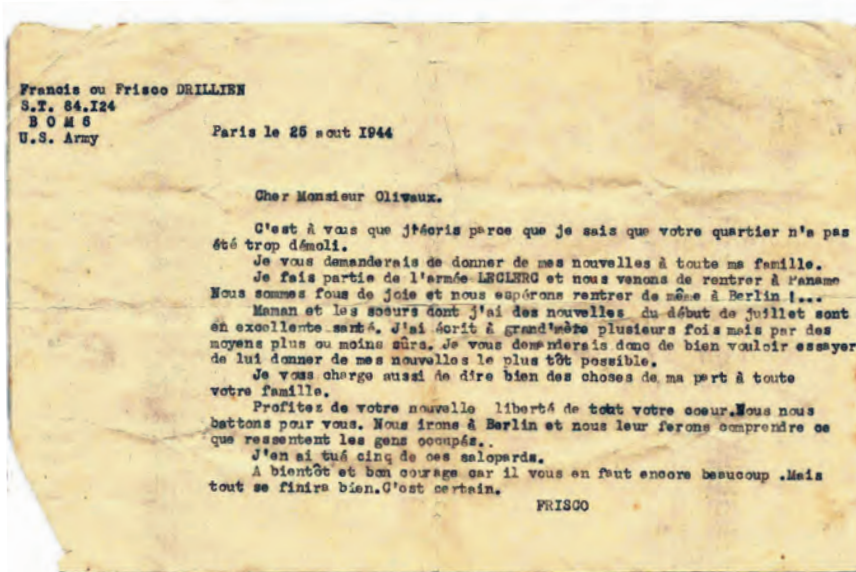 Francis ou Frisco DRILLIEN
S.T. 84.I24
B O M 6
U.S. Army
Paris le 25 aout I944
Cher Monsieur Olivaux.
C'est à vous que j'écris parce que je sais que votre quartier n'a pas
été trop démoli.
Je vous demanderais de donner de mes nouvelles à toute ma famille.
Je fais partie de l'armée LECLERC et nous venons de rentrer à Paname
Nous sommes fous de joie et nous espérons rentrer de même à Berlin !...
Maman et les soeurs dont j'ai des nouvelles du début de juillet sont
en excellente santé. J'ai écrit à grand'mère plusieurs fois mais par des
moyens plus ou moins sûrs. Je vous demanderais donc de bien vouloir essayer
de lui donner de mes nouvelles le plus tôt possible.
Je vous charge aussi de dire bien des choses de ma part à toute
votre famille.
Profitez de votre nouvelle liberté de tout votre coeur.Nous nous
battons pour vous. Nous irons à Berlin et nous leur ferons comprendre ce
que ressentent les gens occupés..
J'en ai tué cinq de ces salopards.
A bientôt et bon courage car il vous en faut encore beaucoup .Mais
tout se finira bien.C'est certain.
FRISCO